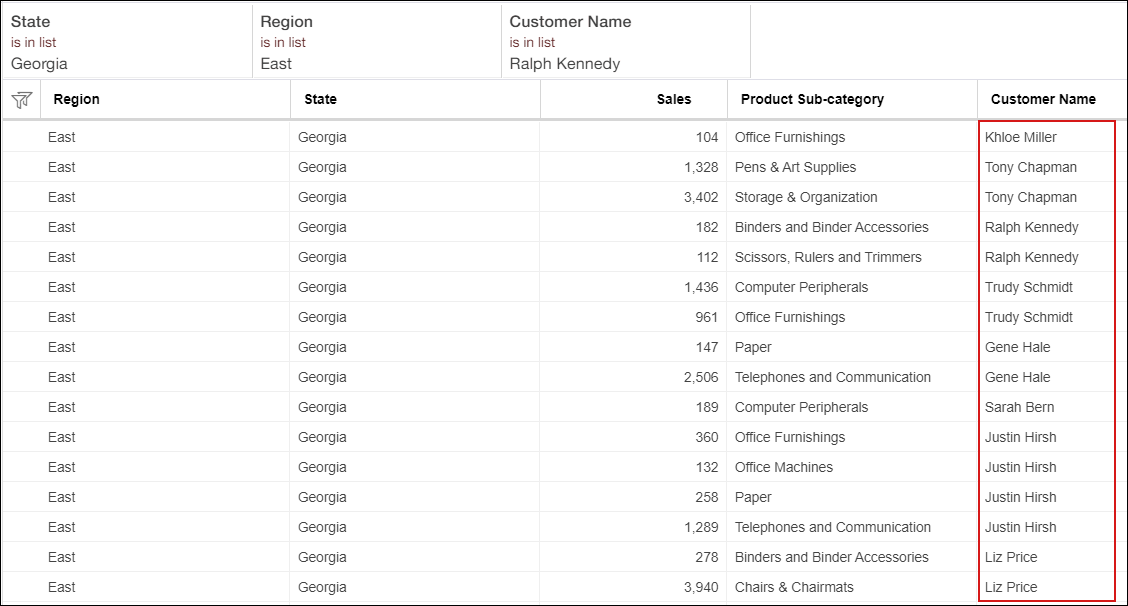 State Region Customer Name
is in list is in list is in list
Georgia East Ralph Kennedy
Region State Sales Product Sub-category Customer Name
East Georgia 104 Office Furnishings Khloe Miller
East Georgia 1,328 Pens & Art Supplies Tony Chapman
East Georgia 3,402 Storage & Organization Tony Chapman
East Georgia 182 Binders and Binder Accessories Ralph Kennedy
East Georgia 112 Scissors, Rulers and Trimmers Ralph Kennedy
East Georgia 1,436 Computer Peripherals Trudy Schmidt
East Georgia 961 Office Furnishings Trudy Schmidt
East Georgia 147 Paper Gene Hale
East Georgia 2,506 Telephones and Communication Gene Hale
East Georgia 189 Computer Peripherals Sarah Bern
East Georgia 360 Office Furnishings Justin Hirsh
East Georgia 132 Office Machines Justin Hirsh
East Georgia 258 Paper Justin Hirsh
East Georgia 1,289 Telephones and Communication Justin Hirsh
East Georgia 278 Binders and Binder Accessories Liz Price
East Georgia 3,940 Chairs & Chairmats Liz Price